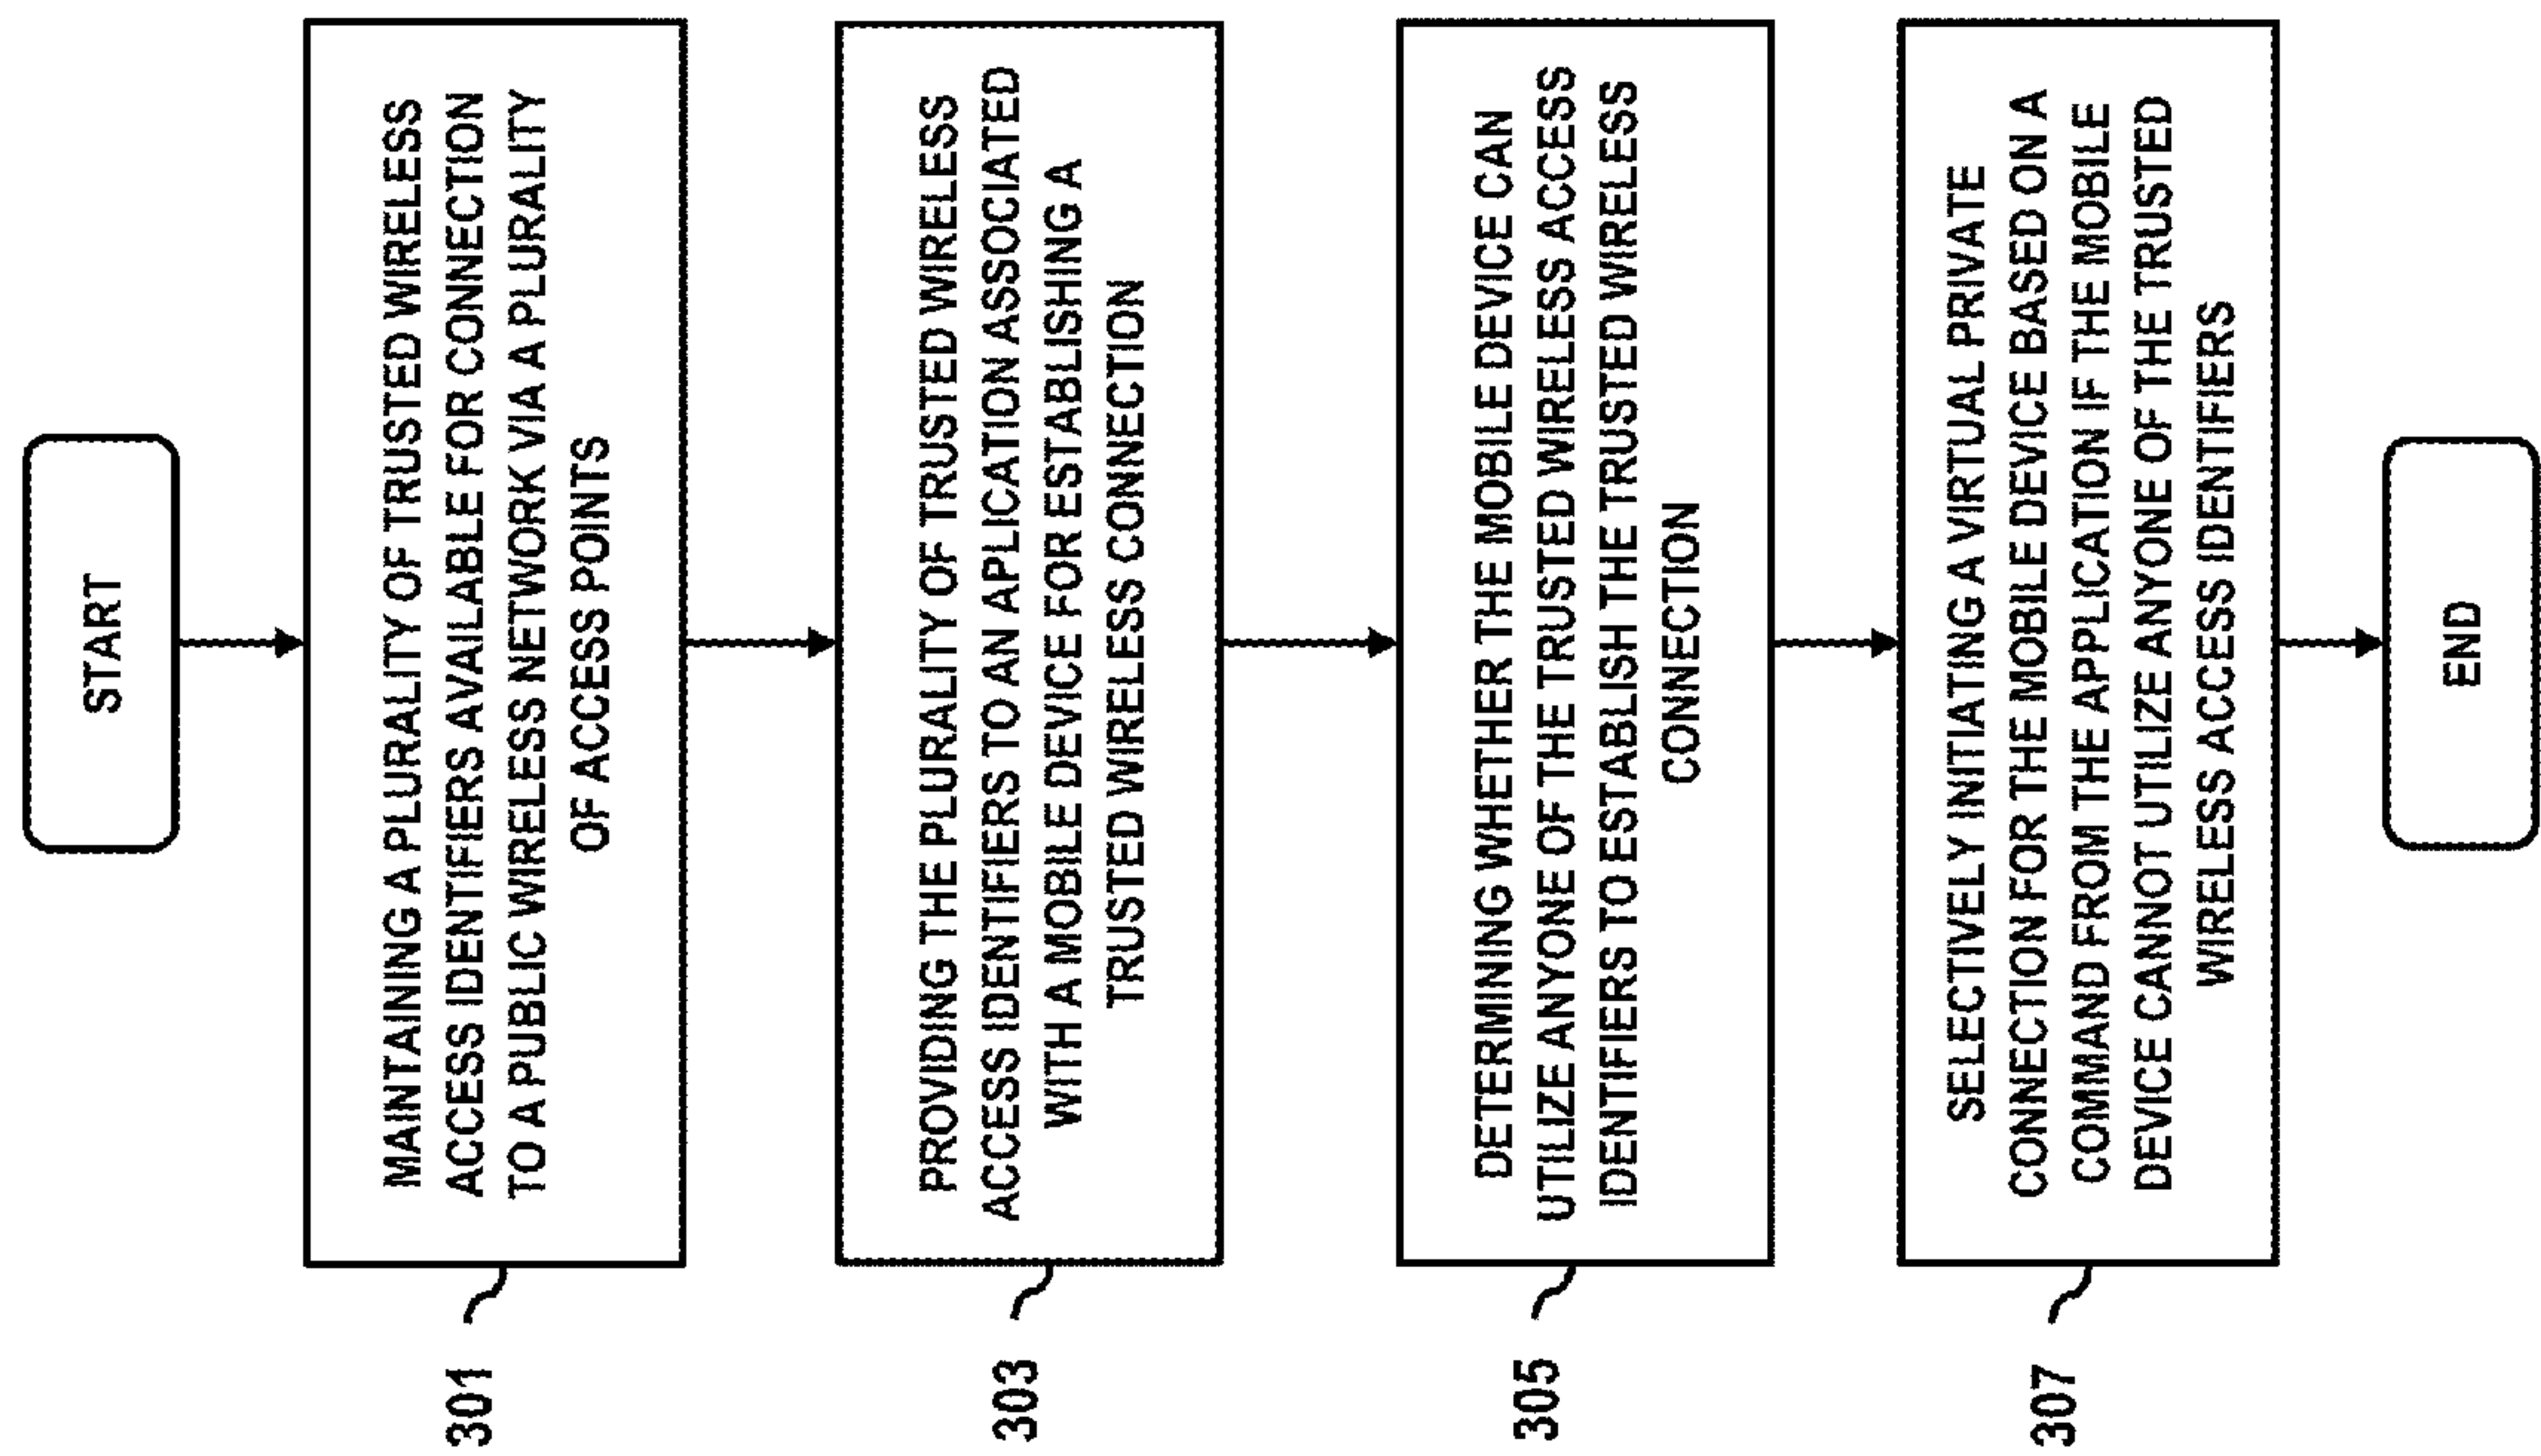 START
301
MAINTAINING A PLURALITY OF TRUSTED WIRELESS
ACCESS IDENTIFIERS AVAILABLE FOR CONNECTION
TO A PUBLIC WIRELESS NETWORK VIA A PLURALITY
OF ACCESS POINTS
303
PROVIDING THE PLURALITY OF TRUSTED WIRELESS
ACCESS IDENTIFIERS TO AN APLICATION ASSOCIATED
WITH A MOBILE DEVICE FOR ESTABLISHING A
TRUSTED WIRELESS CONNECTION
305
DETERMINING WHETHER THE MOBILE DEVICE CAN
UTILIZE ANYONE OF THE TRUSTED WIRELESS ACCESS
IDENTIFIERS TO ESTABLISH THE TRUSTED WIRELESS
CONNECTION
307
SELECTIVELY INITIATING A VIRTUAL PRIVATE
CONNECTION FOR THE MOBILE DEVICE BASED ON A
COMMAND FROM THE APPLICATION IF THE MOBILE
DEVICE CANNOT UTILIZE ANYONE OF THE TRUSTED
WIRELESS ACCESS IDENTIFIERS
END